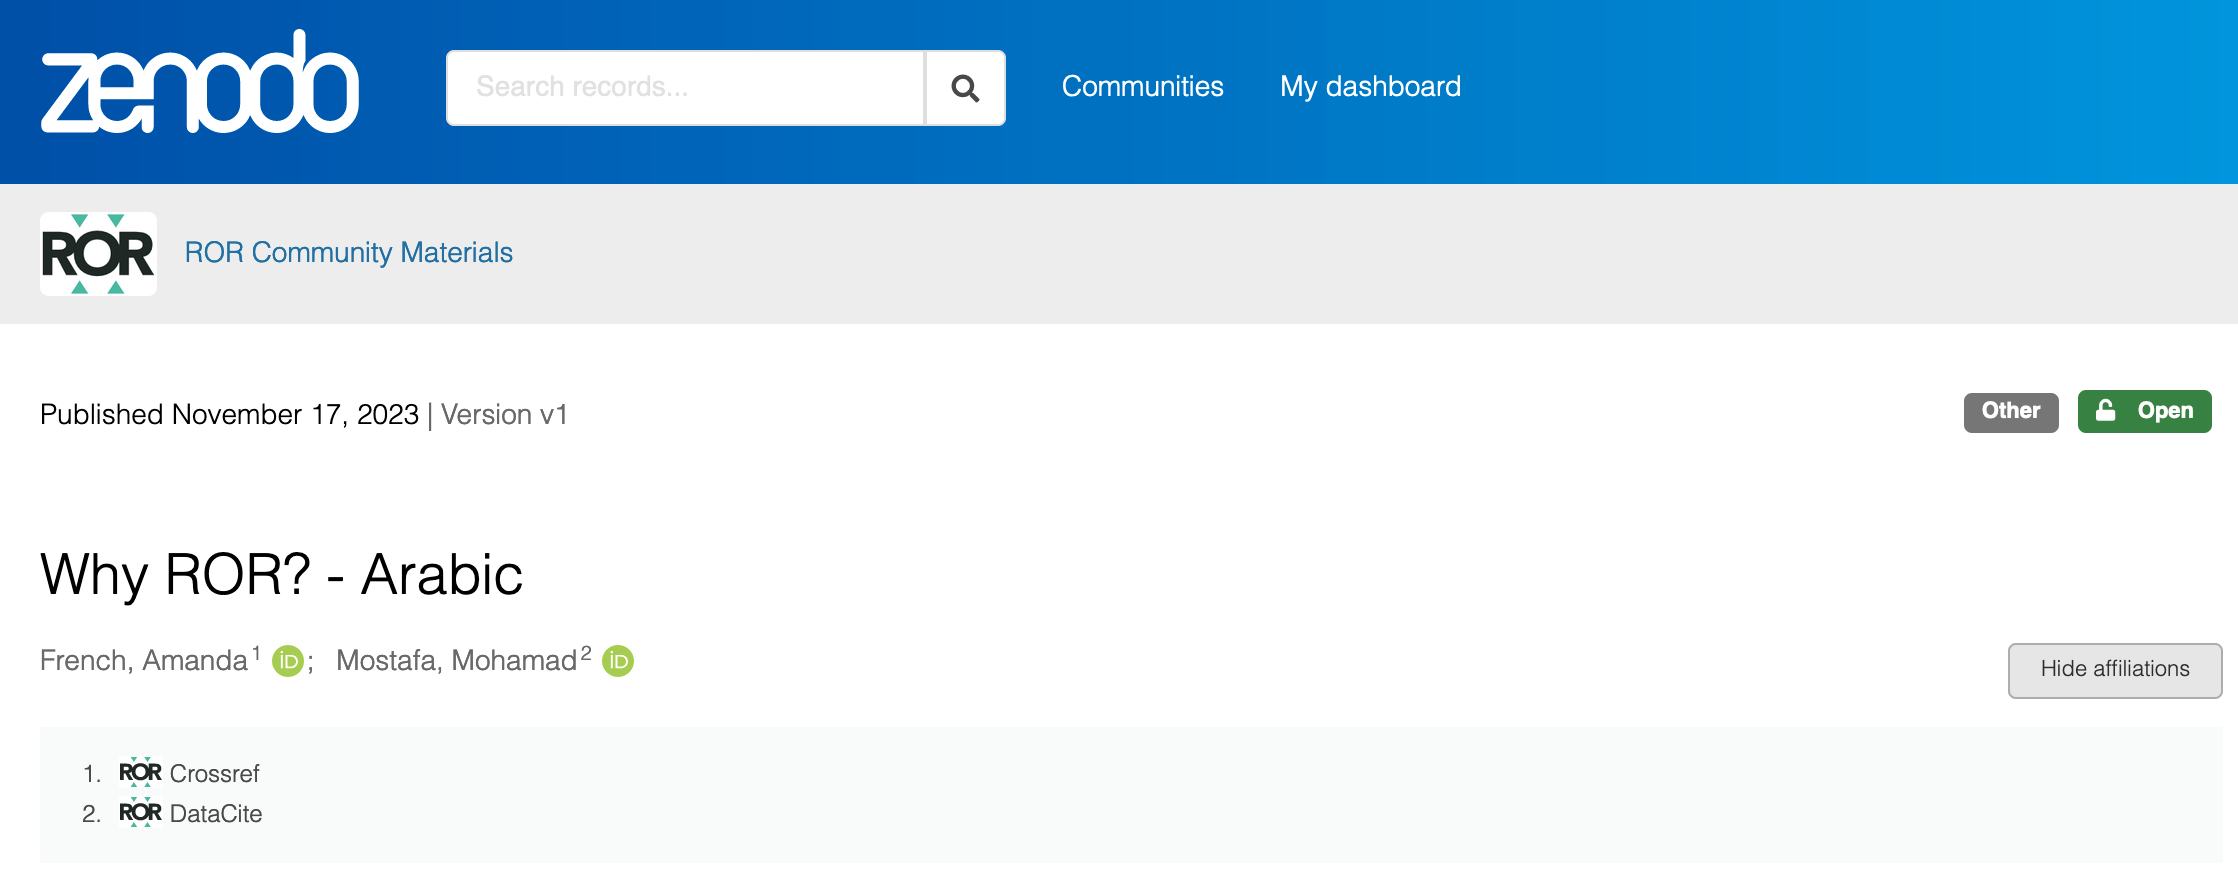 zenodo
Search records...
Communities
My dashboard
ROR
ROR Community Materials
Published November 17, 2023 | Version v1
Other
Open
Why ROR? - Arabic
French, Amanda 1 iD; Mostafa, Mohamad 2 iD
Hide affiliations
1. ROR Crossref
2. ROR DataCite